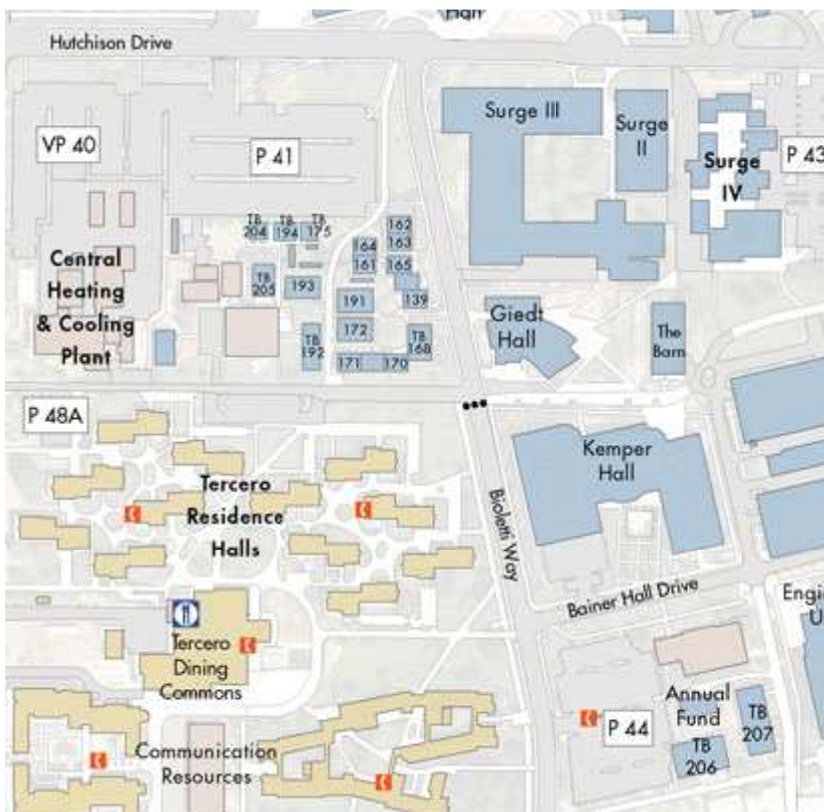 Hall
Hutchison Drive
VP 40
P 41
Surge III
Surge
II
Surge
IV
P 43
TB
204
TB
194
TB
175
162
163
164
161
165
Central
Heating
& Cooling
Plant
TB
205
193
191
139
172
TB
192
TB
168
171
170
Giedt
Hall
The
Barn
P 48A
Kemper
Hall
Tercero
Residence
Halls
Bioletti Way
Bainer Hall Drive
Tercero
Dining
Commons
Annual
Fund
TB
207
P 44
TB
206
Communication
Resources